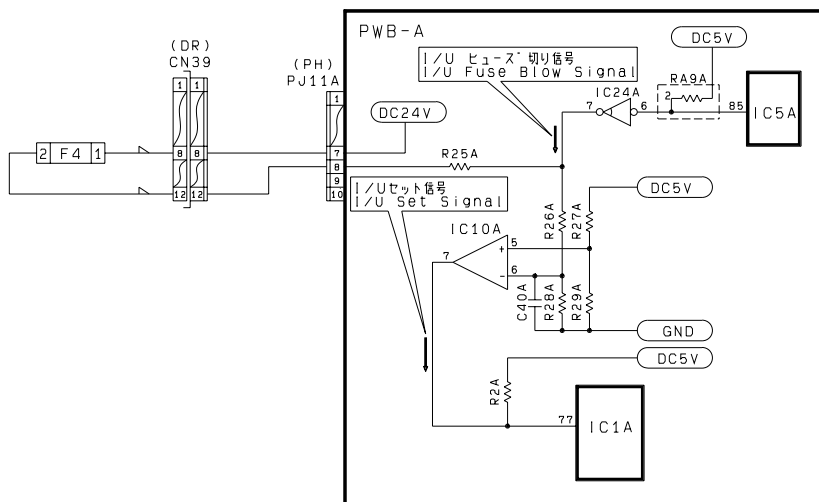 PWB-A
(DR)
CN39
(PH)
PJ11A
I/U ヒューズ切り信号
I/U Fuse Blow Signal
DC5V
RA9A
2
IC24A
7
6
85
IC5A
1
1
1
DC24V
2 F4 1
8
8
7
8
9
10
12
12
R25A
I/Uセット信号
I/U Set Signal
DC5V
R26A
R27A
IC10A
7
5
+
6
-
C40A
R28A
R29A
GND
DC5V
R2A
77
IC1A